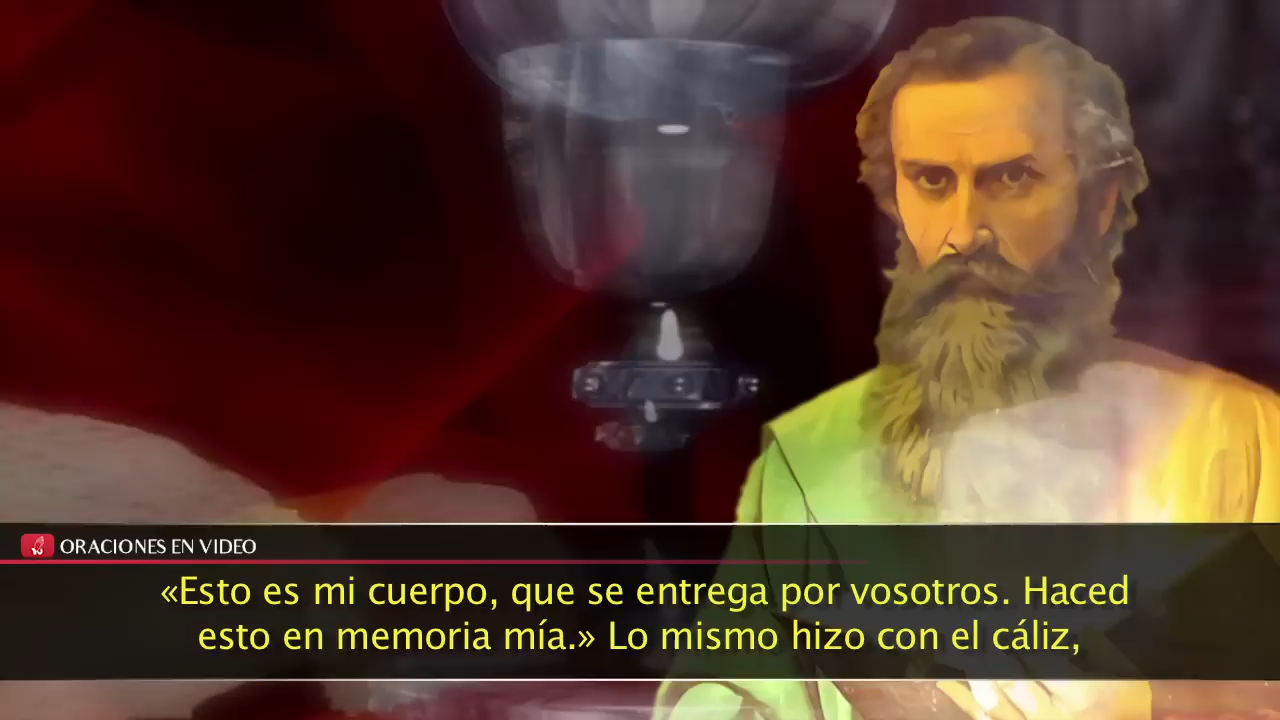 ORACIONES EN VIDEO
«Esto es mi cuerpo, que se entrega por vosotros. Haced
esto en memoria mía.» Lo mismo hizo con el cáliz,